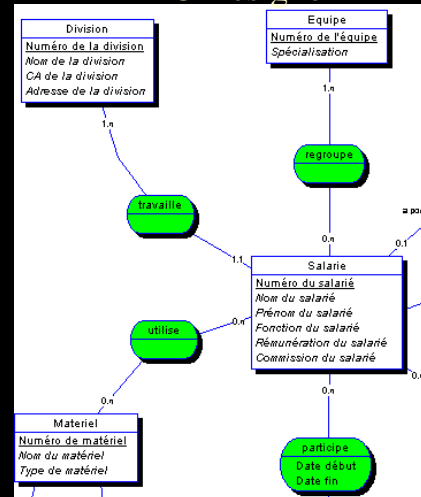 Division
Numéro de la division
Nom de la division
CA de la division
Adresse de la division
Equipe
Numéro de l'équipe
Spécialisation
1.n
1.n
regroupe
travaille
0.n
0.1
1.1
Salarie
Numéro du salarié
Nom du salarié
Prénom du salarié
Fonction du salarié
Rémunération du salarié
Commission du salarié
utilise
0.n
0.n
0.n
Materiel
Numéro de matériel
Nom du matériel
Type de matériel
participe
Date début
Date fin